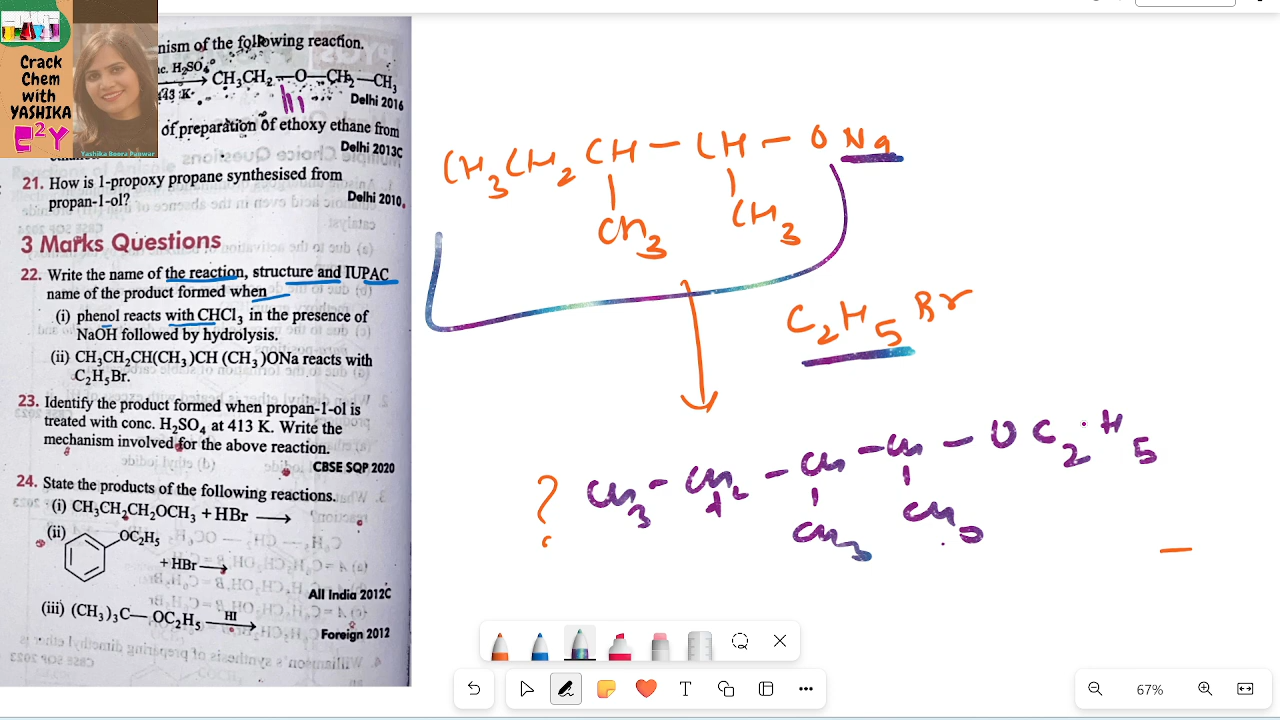 Crack
Chem
with
YASHIKA
E2Y
Yashika Boora Panwar
nism of the following reaction.
nc. H₂SO₄
443 K
CH₃CH₂—O—CH₂—CH₃
Delhi 2016
of preparation of ethoxy ethane from
Delhi 2013C
21. How is 1-propoxy propane synthesised from
propan-1-ol?
Delhi 2010
3 Marks Questions
22. Write the name of the reaction, structure and IUPAC
name of the product formed when
(i) phenol reacts with CHCl₃ in the presence of
NaOH followed by hydrolysis.
(ii) CH₃CH₂CH(CH₃)CH (CH₃)ONa reacts with
C₂H₅Br.
23. Identify the product formed when propan-1-ol is
treated with conc. H₂SO₄ at 413 K. Write the
mechanism involved for the above reaction.
CBSE SQP 2020
24. State the products of the following reactions.
(i) CH₃CH₂CH₂OCH₃ + HBr ⟶
(ii) OC₂H₅
+ HBr ⟶
All India 2012C
(iii) (CH₃)₃C—OC₂H₅ HI ⟶
Foreign 2012
CH₃CH₂CH — CH — ONa
CH₃ CH₃
C₂H₅Br
? CH₃ - CH₂ - CH - CH — OC₂H₅
CH₃ CH₃
67%